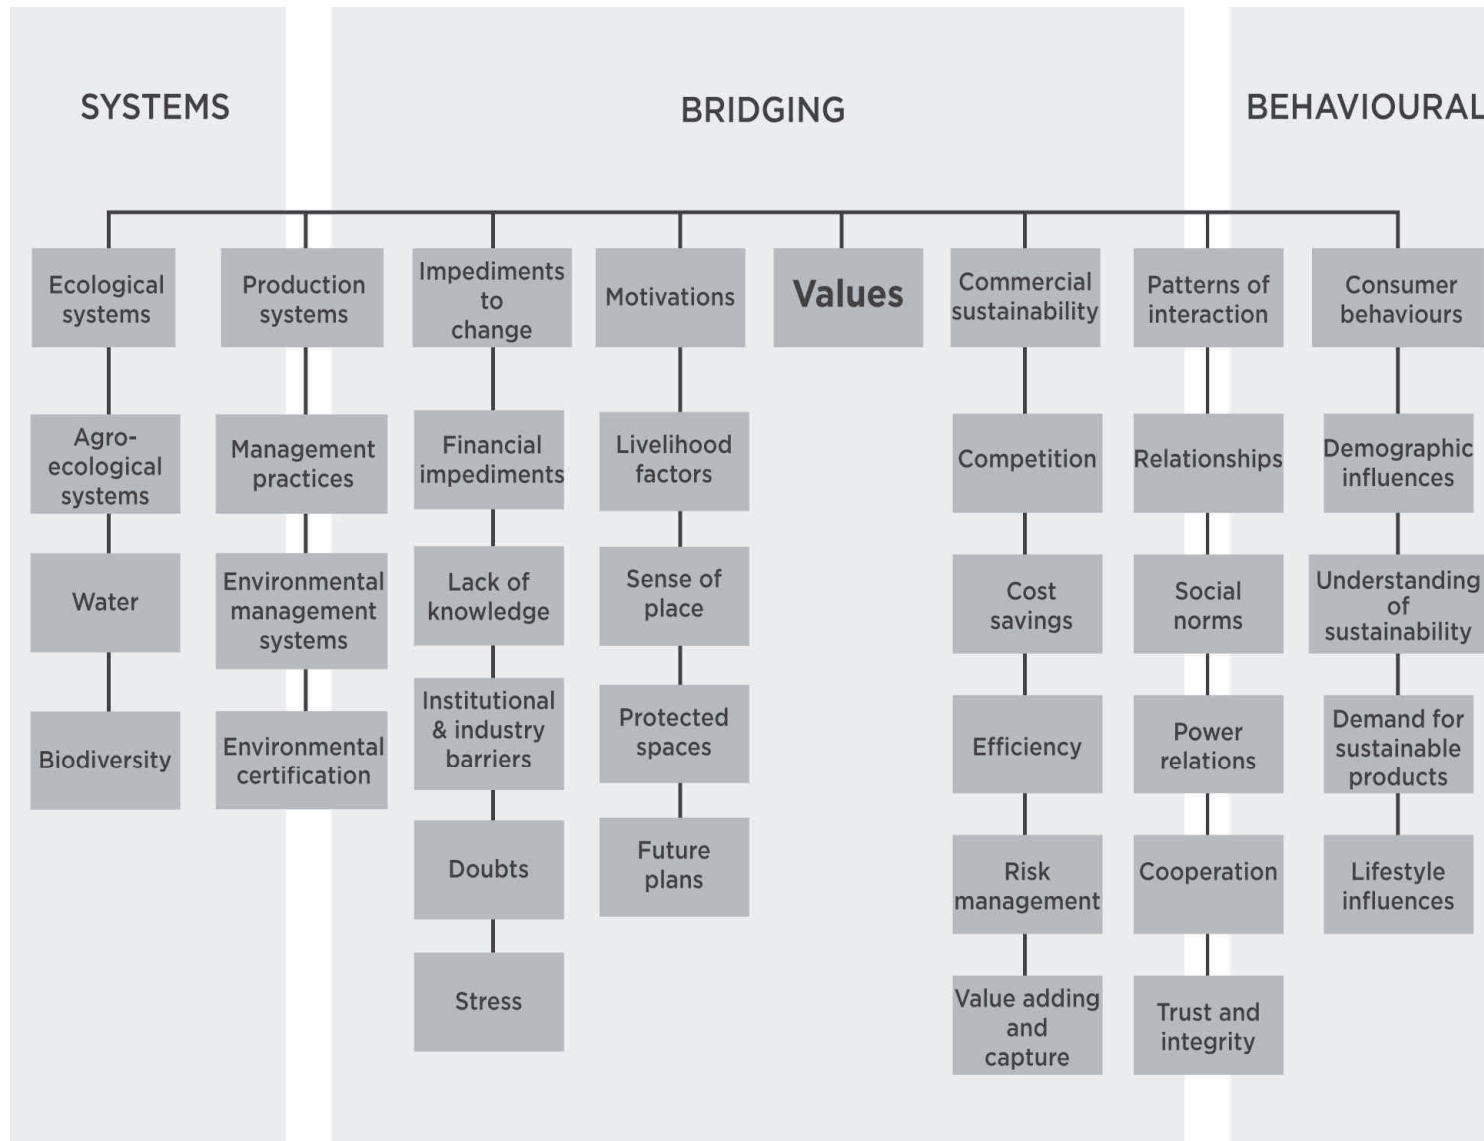 SYSTEMS
BRIDGING
BEHAVIOURAL
Ecological
systems
Production
systems
Impediments
to
change
Motivations
Values
Commercial
sustainability
Patterns of
interaction
Consumer
behaviours
Agro-
ecological
systems
Water
Biodiversity
Management
practices
Environmental
management
systems
Environmental
certification
Financial
impediments
Lack of
knowledge
Institutional
& industry
barriers
Doubts
Stress
Livelihood
factors
Sense of
place
Protected
spaces
Future
plans
Competition
Cost
savings
Efficiency
Risk
management
Value adding
and
capture
Relationships
Social
norms
Power
relations
Cooperation
Trust and
integrity
Demographic
influences
Understanding
of
sustainability
Demand for
sustainable
products
Lifestyle
influences